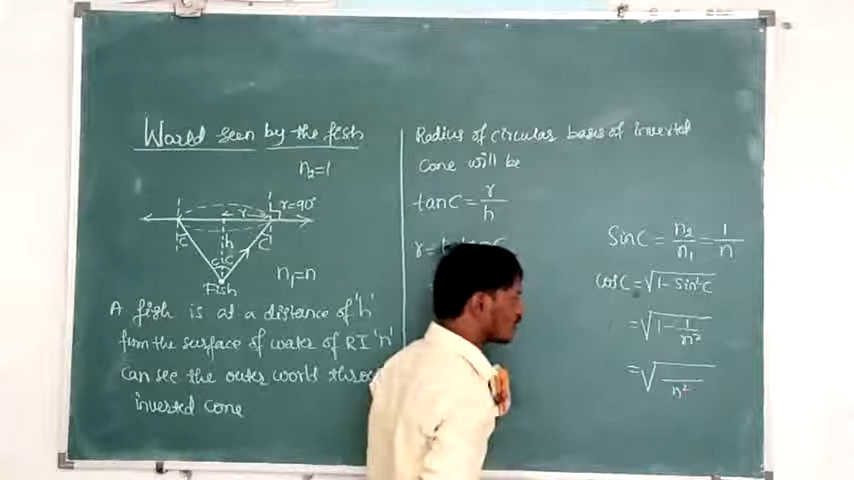 World seen by the fish
n₂=1
r
r=90°
h
C
C
C C
n₁=n
Fish
A fish is at a distance of 'h'
from the surface of water of RI 'n'
can see the outer world
inverted cone
Radius of circular basis of inverted
cone will be
tanC = r/h
r =
SinC = n₂/n₁ = 1/n
cosC = √(1 - Sin²C)
= √(1 - 1/n²)
= √( /n²)